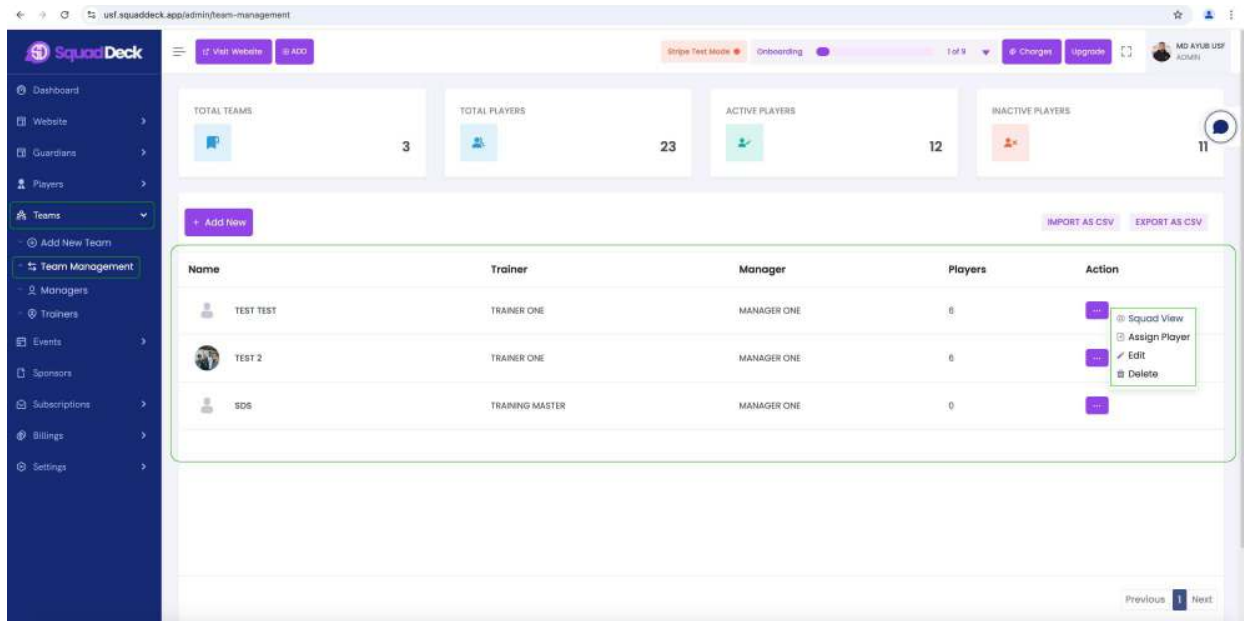 usf.squaddeck.app/admin/team-management
SquadDeck
Visit Website
ADD
Stripe Test Mode
Onboarding
1 of 9
Charges
Upgrade
MD AYUB USF
ADMIN
Dashboard
Website
Guardians
Players
Teams
Add New Team
Team Management
Managers
Trainers
Events
Sponsors
Subscriptions
Billings
Settings
TOTAL TEAMS
3
TOTAL PLAYERS
23
ACTIVE PLAYERS
12
INACTIVE PLAYERS
11
+ Add New
IMPORT AS CSV
EXPORT AS CSV
Name Trainer Manager Players Action
TEST TEST TRAINER ONE MANAGER ONE 6
TEST 2 TRAINER ONE MANAGER ONE 6
SDS TRAINING MASTER MANAGER ONE 0
Squad View
Assign Player
Edit
Delete
Previous 1 Next